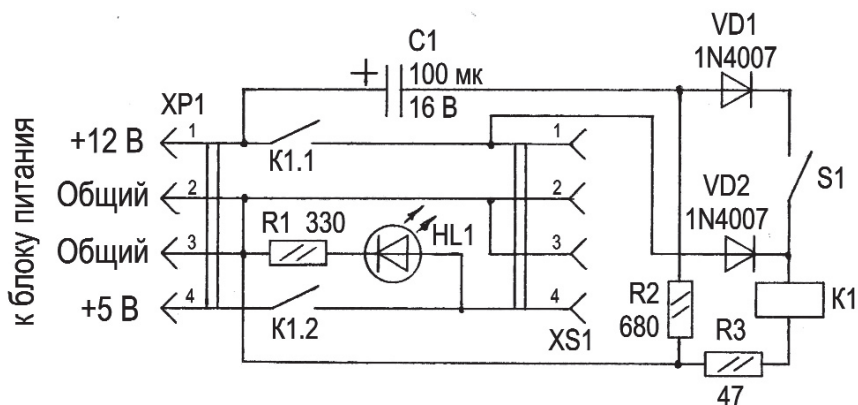 C1
100 мк
16 В
VD1
1N4007
XP1
к блоку питания
+12 В
1
K1.1
1
Общий
2
2
S1
VD2
1N4007
R1 330
HL1
Общий
3
3
+5 В
4
K1.2
4
XS1
R2
680
K1
R3
47